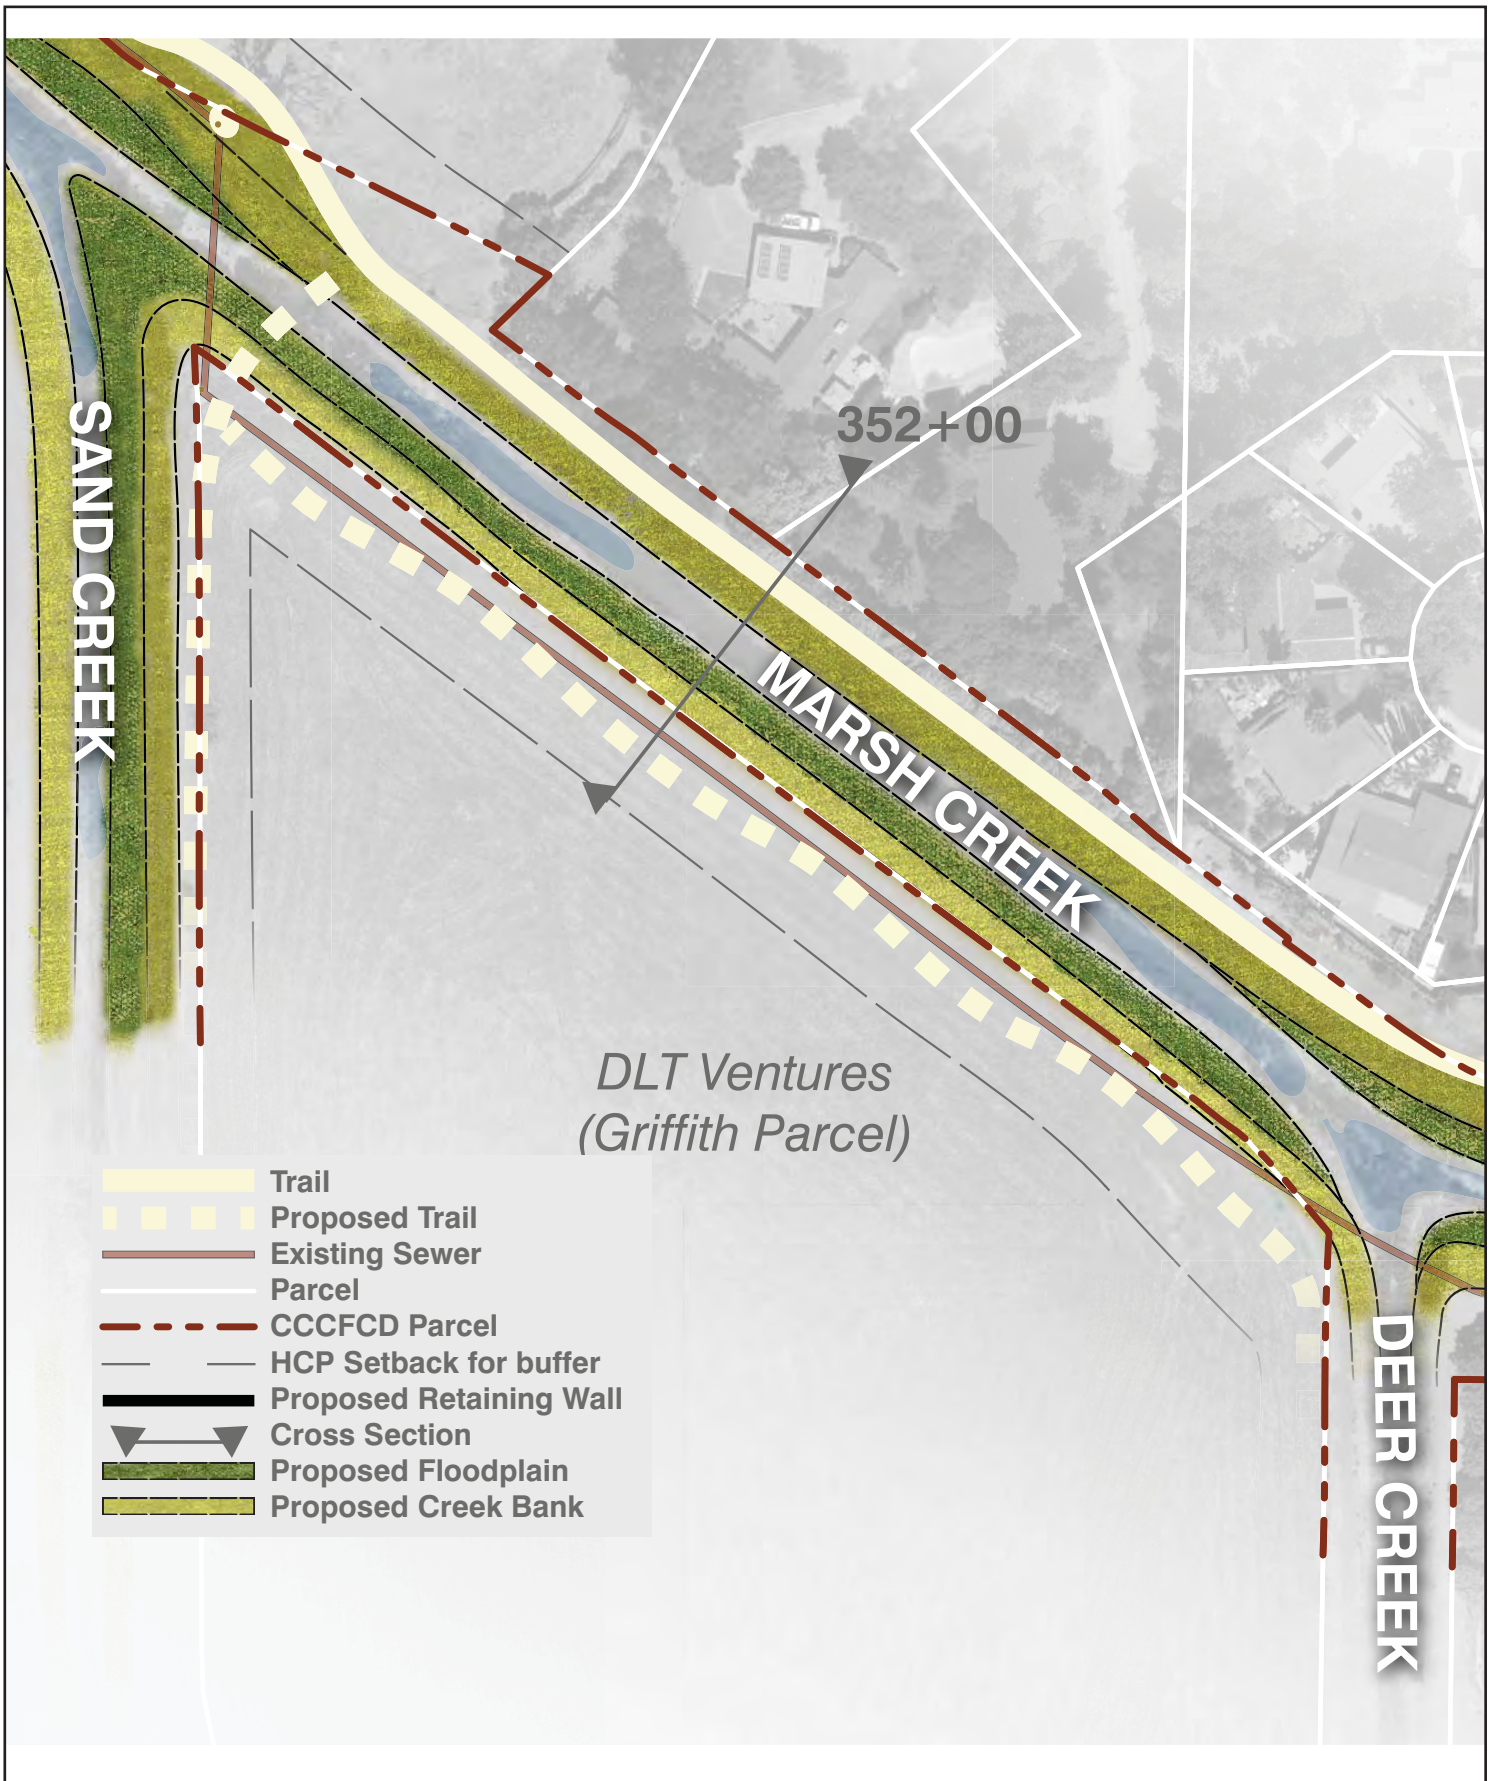 352+00
SAND CREEK
MARSH CREEK
DLT Ventures
(Griffith Parcel)
Trail
Proposed Trail
Existing Sewer
Parcel
CCCFCD Parcel
HCP Setback for buffer
Proposed Retaining Wall
Cross Section
Proposed Floodplain
Proposed Creek Bank
DEER CREEK